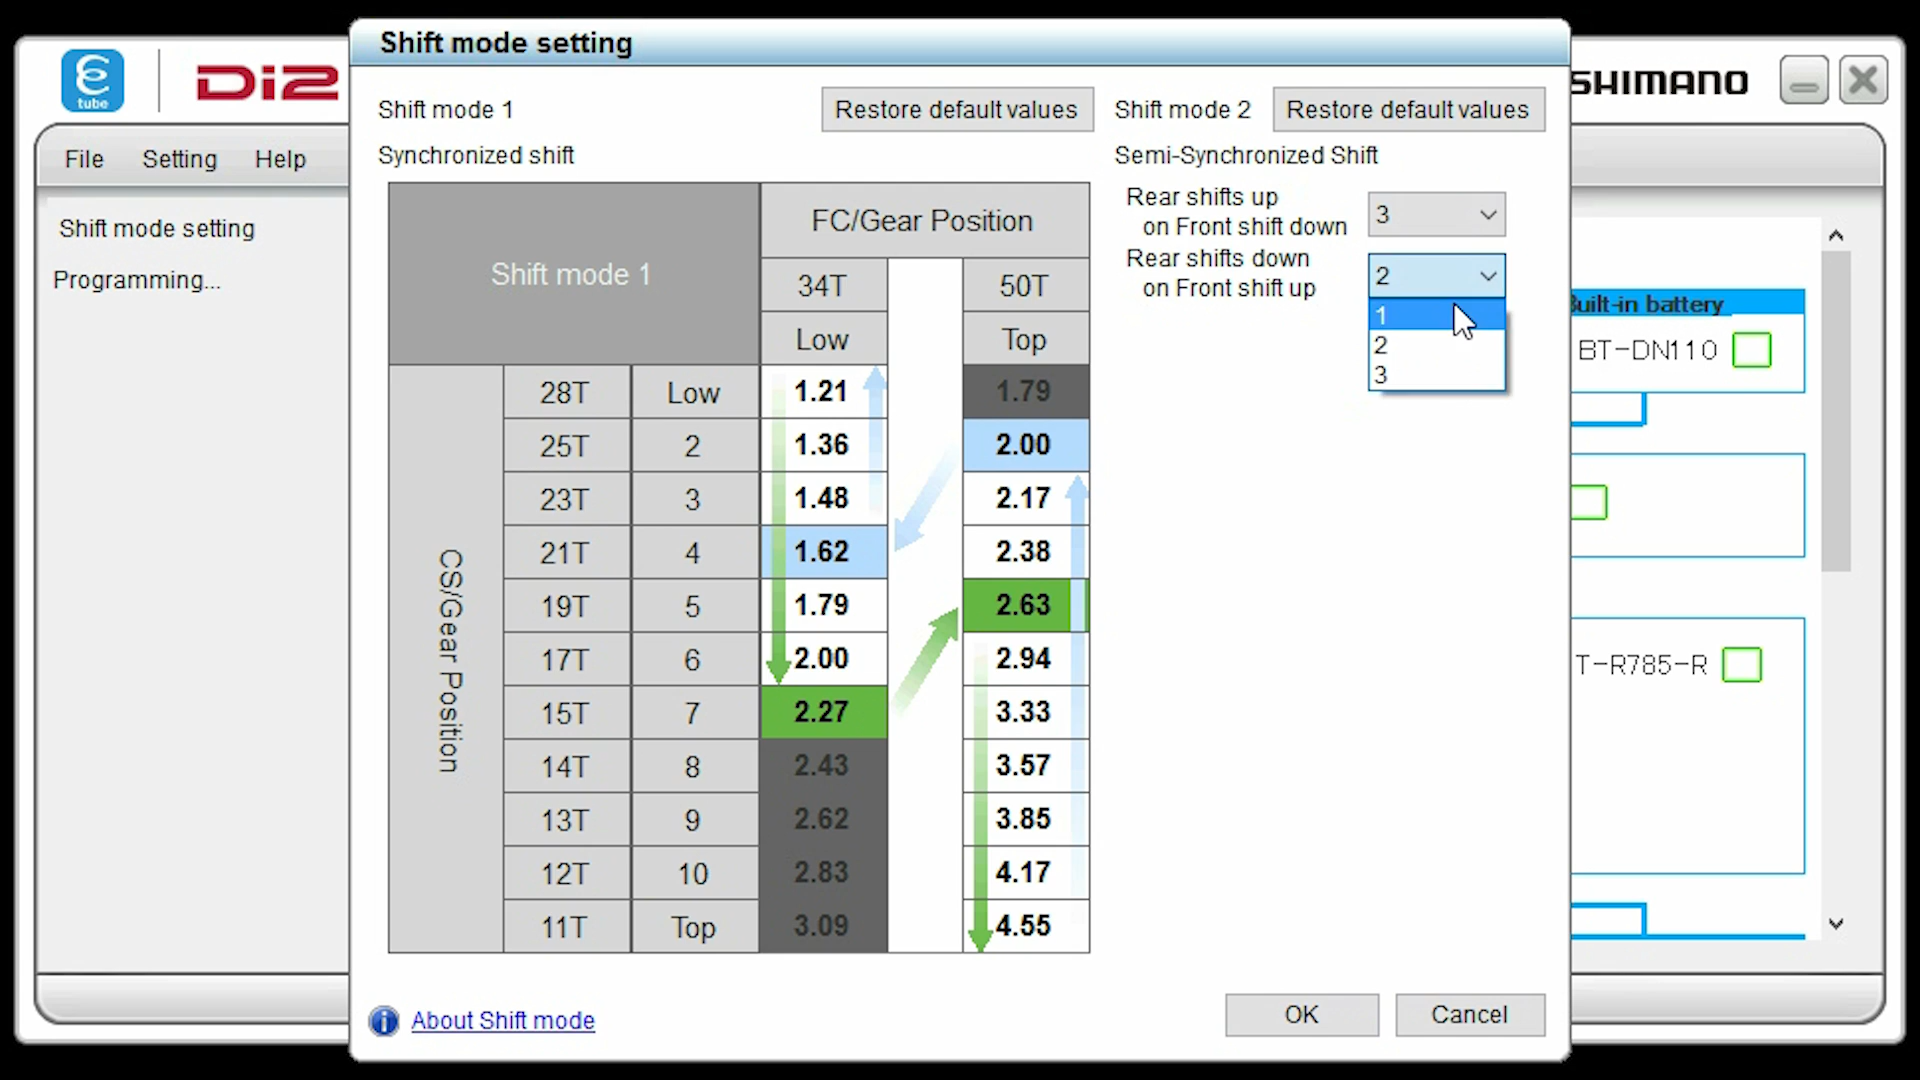 Shift mode setting
e
tube
Di2
SHIMANO
File Setting Help
Shift mode setting
Programming...
Shift mode 1
Restore default values
Shift mode 2
Restore default values
Synchronized shift
Semi-Synchronized Shift
Rear shifts up
on Front shift down
3
Rear shifts down
on Front shift up
2
1
2
3
Shift mode 1
FC/Gear Position
34T 50T
Low Top
CS/Gear Position
28T Low 1.21 1.79
25T 2 1.36 2.00
23T 3 1.48 2.17
21T 4 1.62 2.38
19T 5 1.79 2.63
17T 6 2.00 2.94
15T 7 2.27 3.33
14T 8 2.43 3.57
13T 9 2.62 3.85
12T 10 2.83 4.17
11T Top 3.09 4.55
i
About Shift mode
OK
Cancel
Built-in battery
BT-DN110
T-R785-R